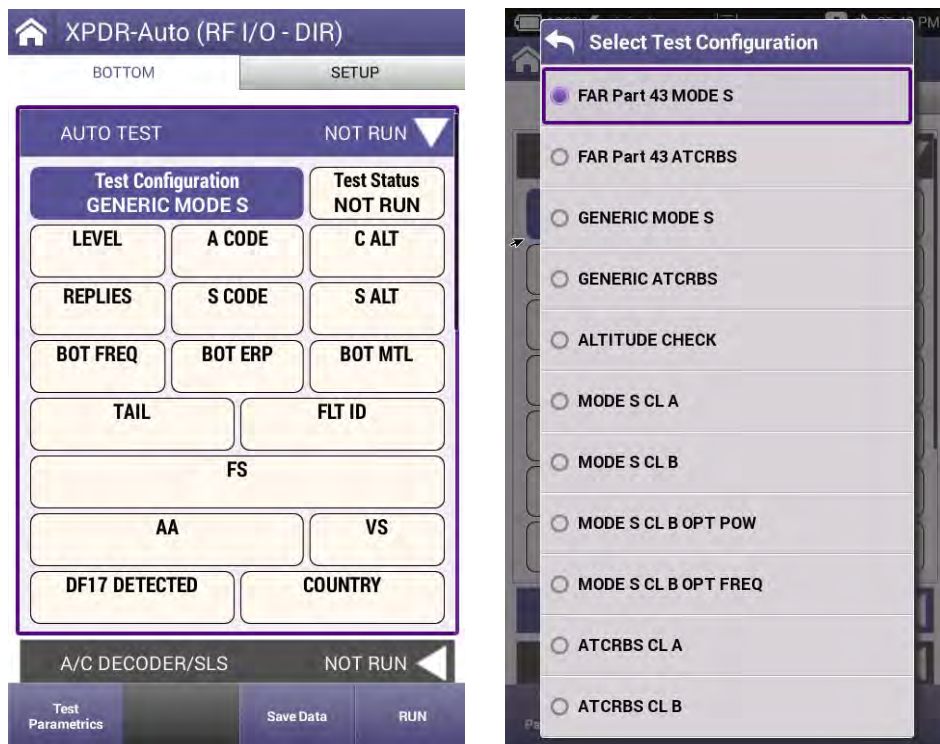 XPDR-Auto (RF I/O - DIR)
BOTTOM
SETUP
AUTO TEST
NOT RUN
Test Configuration
GENERIC MODE S
Test Status
NOT RUN
LEVEL
A CODE
C ALT
REPLIES
S CODE
S ALT
BOT FREQ
BOT ERP
BOT MTL
TAIL
FLT ID
FS
AA
VS
DF17 DETECTED
COUNTRY
A/C DECODER/SLS
NOT RUN
Test
Parametrics
Save Data
RUN
PM
Select Test Configuration
FAR Part 43 MODE S
FAR Part 43 ATCRBS
GENERIC MODE S
GENERIC ATCRBS
ALTITUDE CHECK
MODE S CL A
MODE S CL B
MODE S CL B OPT POW
MODE S CL B OPT FREQ
ATCRBS CL A
ATCRBS CL B
Pa